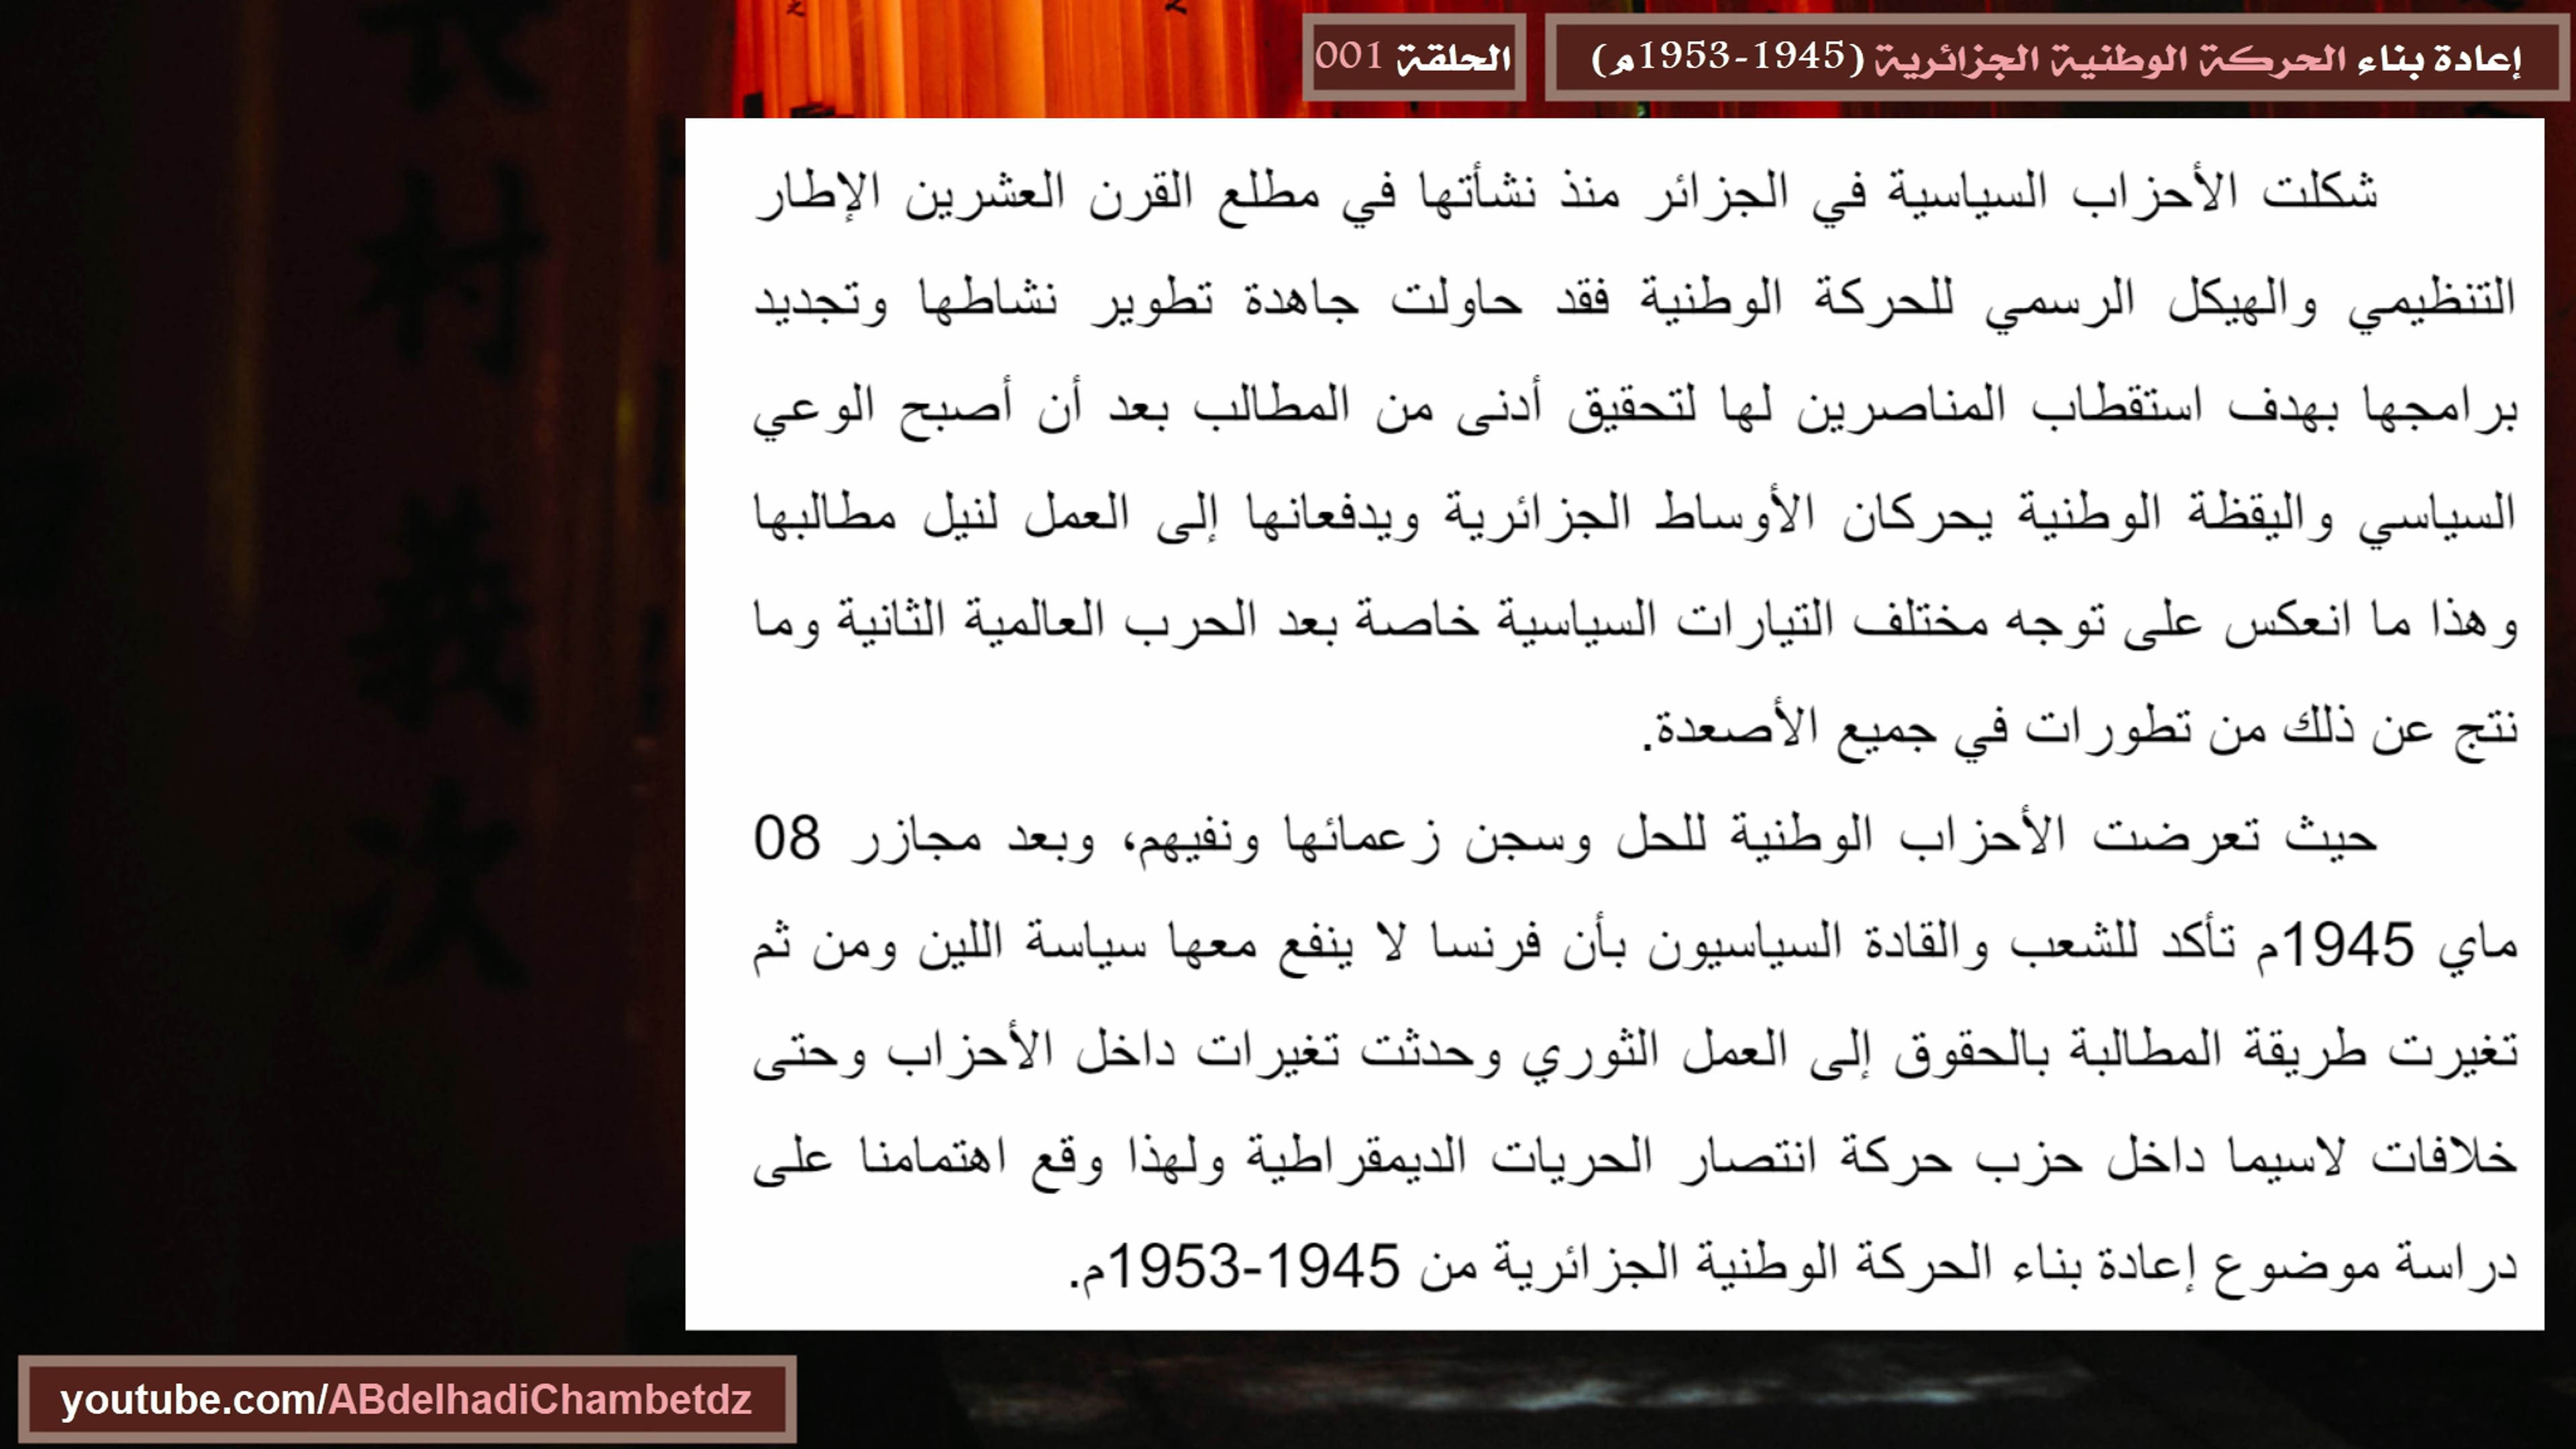 إعادة بناء الحركة الوطنية الجزائرية (1945-1953م)
الحلقة 001
شكلت الأحزاب السياسية في الجزائر منذ نشأتها في مطلع القرن العشرين الإطار
التنظيمي والهيكل الرسمي للحركة الوطنية فقد حاولت جاهدة تطوير نشاطها وتجديد
برامجها بهدف استقطاب المناصرين لها لتحقيق أدنى من المطالب بعد أن أصبح الوعي
السياسي واليقظة الوطنية يحركان الأوساط الجزائرية ويدفعانها إلى العمل لنيل مطالبها
وهذا ما انعكس على توجه مختلف التيارات السياسية خاصة بعد الحرب العالمية الثانية وما
نتج عن ذلك من تطورات في جميع الأصعدة.
حيث تعرضت الأحزاب الوطنية للحل وسجن زعمائها ونفيهم، وبعد مجازر 08
ماي 1945م تأكد للشعب والقادة السياسيون بأن فرنسا لا ينفع معها سياسة اللين ومن ثم
تغيرت طريقة المطالبة بالحقوق إلى العمل الثوري وحدثت تغيرات داخل الأحزاب وحتى
خلافات لاسيما داخل حزب حركة انتصار الحريات الديمقراطية ولهذا وقع اهتمامنا على
دراسة موضوع إعادة بناء الحركة الوطنية الجزائرية من 1945-1953م.
村
義
次
youtube.com/ABdelhadiChambetdz